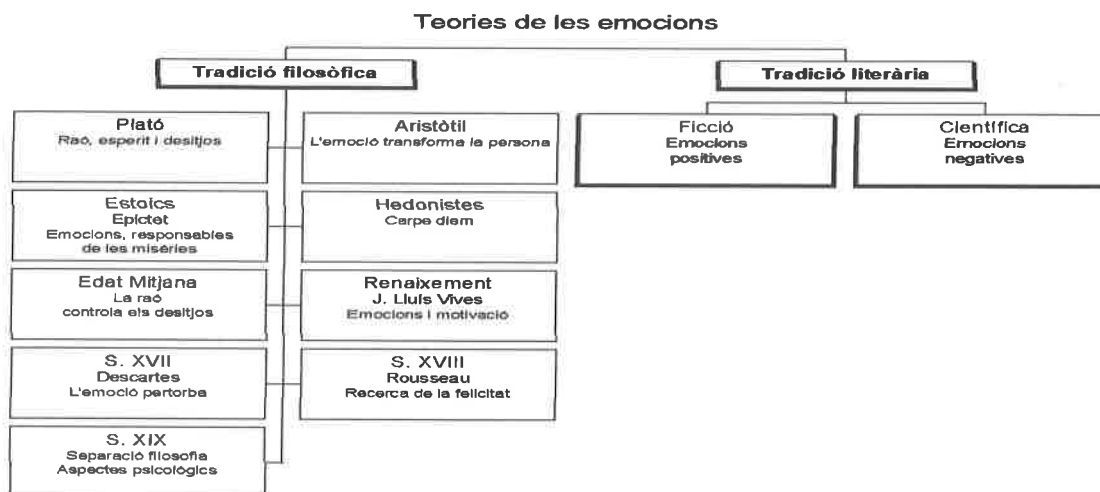 Teories de les emocions
Tradició filosòfica
Tradició literària
Plató
Raó, esperit i desitjos
Aristòtil
L'emoció transforma la persona
Ficció
Emocions
positives
Científica
Emocions
negatives
Estoics
Epictet
Emocions, responsables
de les misèries
Hedonistes
Carpe diem
Edat Mitjana
La raó
controla els desitjos
Renaixement
J. Lluís Vives
Emocions i motivació
S. XVII
Descartes
L'emoció pertorba
S. XVIII
Rousseau
Recerca de la felicitat
S. XIX
Separació filosofia
Aspectes psicològics